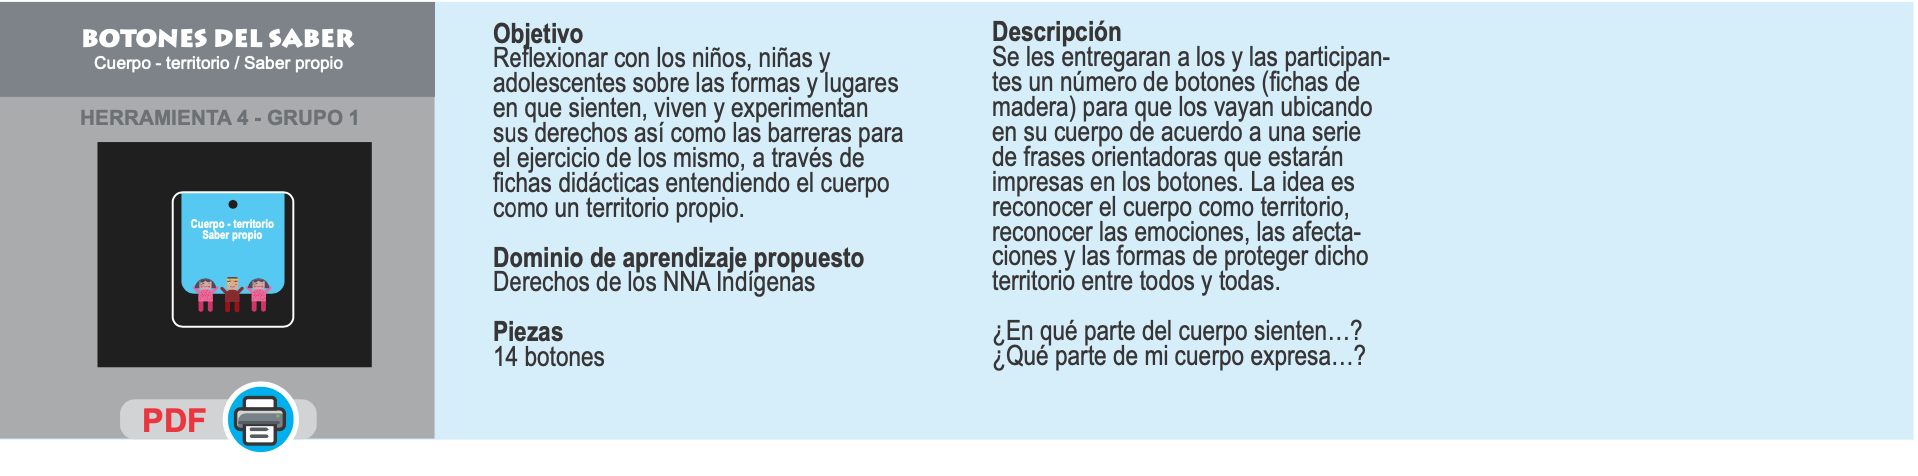 BOTONES DEL SABER
Cuerpo - territorio / Saber propio
HERRAMIENTA 4 - GRUPO 1
Cuerpo - territorio
Saber propio
PDF
Objetivo
Reflexionar con los niños, niñas y
adolescentes sobre las formas y lugares
en que sienten, viven y experimentan
sus derechos así como las barreras para
el ejercicio de los mismo, a través de
fichas didácticas entendiendo el cuerpo
como un territorio propio.
Dominio de aprendizaje propuesto
Derechos de los NNA Indígenas
Piezas
14 botones
Descripción
Se les entregaran a los y las participan-
tes un número de botones (fichas de
madera) para que los vayan ubicando
en su cuerpo de acuerdo a una serie
de frases orientadoras que estarán
impresas en los botones. La idea es
reconocer el cuerpo como territorio,
reconocer las emociones, las afecta-
ciones y las formas de proteger dicho
territorio entre todos y todas.
¿En qué parte del cuerpo sienten…?
¿Qué parte de mi cuerpo expresa…?